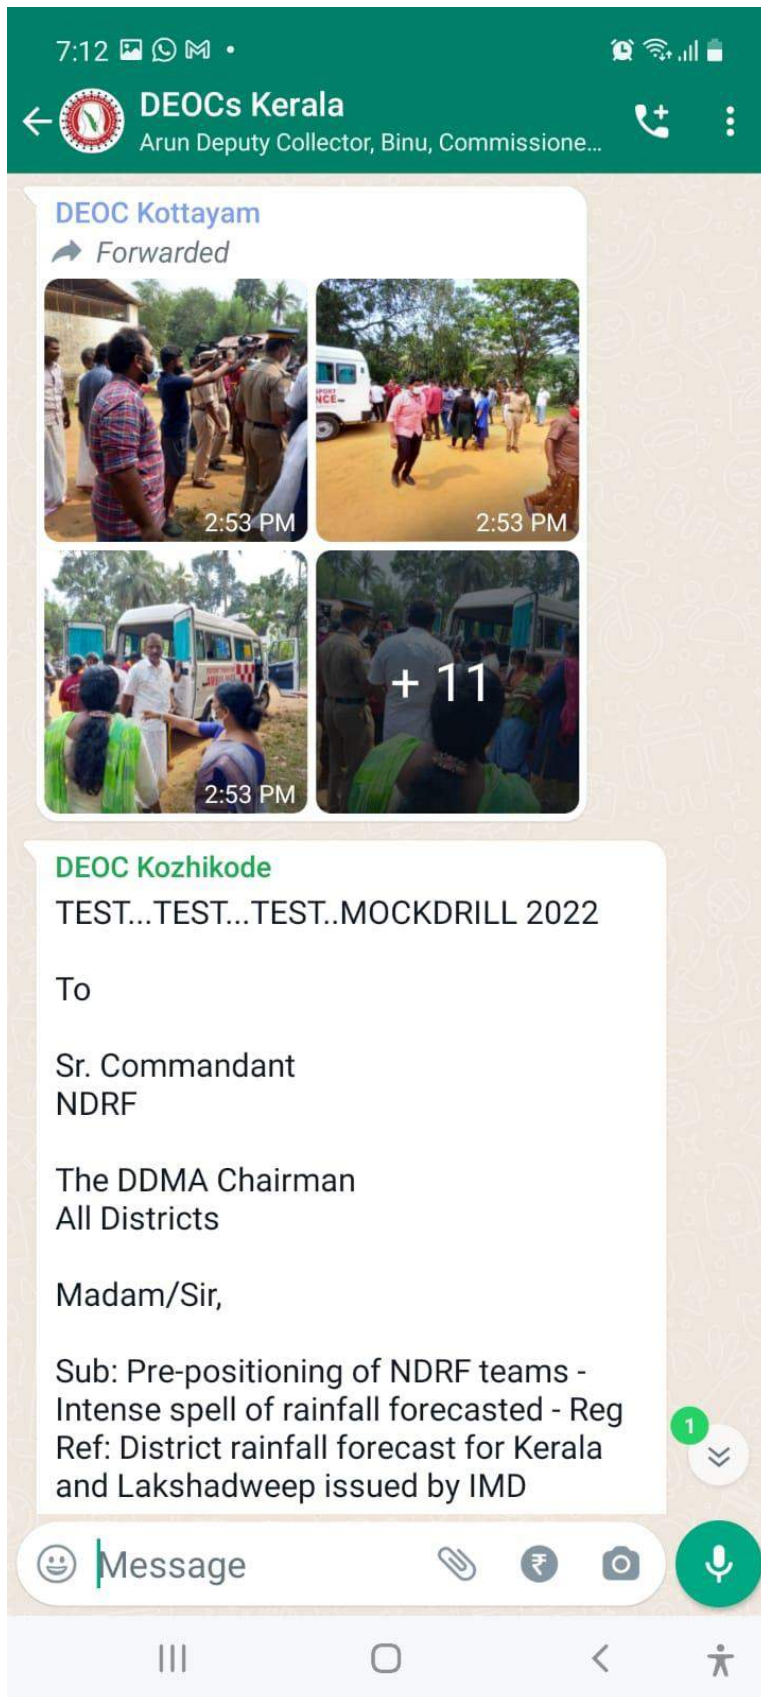 7:12
DEOCs Kerala
Arun Deputy Collector, Binu, Commissione...
DEOC Kottayam
Forwarded
2:53 PM
PORT
NCE
2:53 PM
2:53 PM
+ 11
DEOC Kozhikode
TEST...TEST...TEST..MOCKDRILL 2022
To
Sr. Commandant
NDRF
The DDMA Chairman
All Districts
Madam/Sir,
Sub: Pre-positioning of NDRF teams -
Intense spell of rainfall forecasted - Reg
Ref: District rainfall forecast for Kerala
and Lakshadweep issued by IMD
1
Message